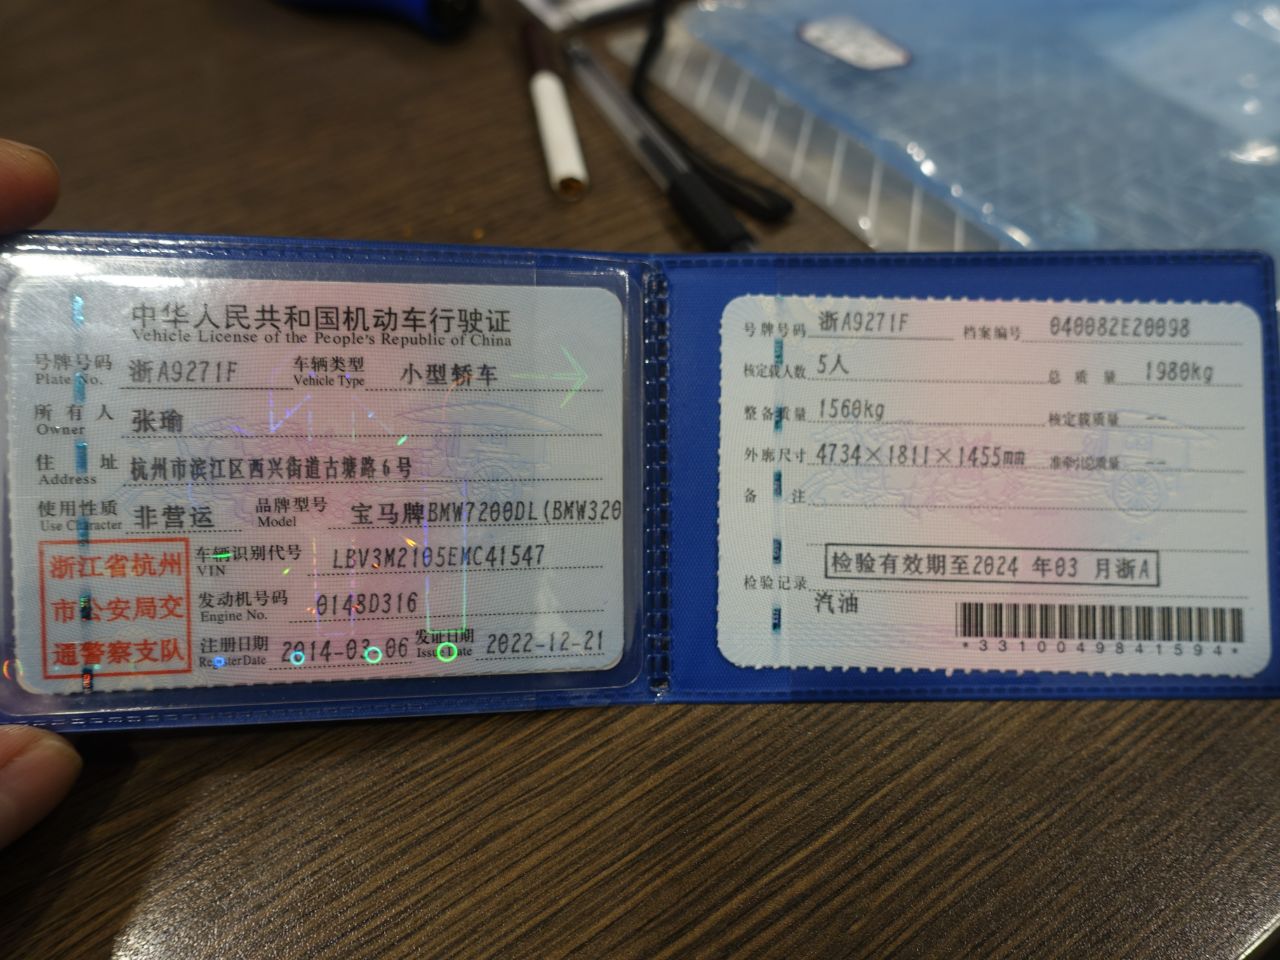 中华人民共和国机动车行驶证
Vehicle License of the People's Republic of China
号牌号码 浙A9271F 车辆类型 小型轿车
Plate No. Vehicle Type
所有人 张瑜
Owner
住址 杭州市滨江区西兴街道古塘路6号
Address
使用性质 非营运 品牌型号 宝马牌BMW7200DL(BMW320
Use Character Model
浙江省杭州
市公安局交
通警察支队
车辆识别代号 LBV3M2105EMC41547
VIN
发动机号码 0148D316
Engine No.
注册日期 2014-03-06 发证日期 2022-12-21
Register Date Issue Date
号牌号码 浙A9271F 档案编号 040082E20098
核定载人数 5人 总质量 1980kg
整备质量 1560kg 核定载质量 --
外廓尺寸 4734×1811×1455mm 准牵引总质量 --
备注
检验有效期至2024 年03 月浙A
检验记录
汽油
*3310049841594*